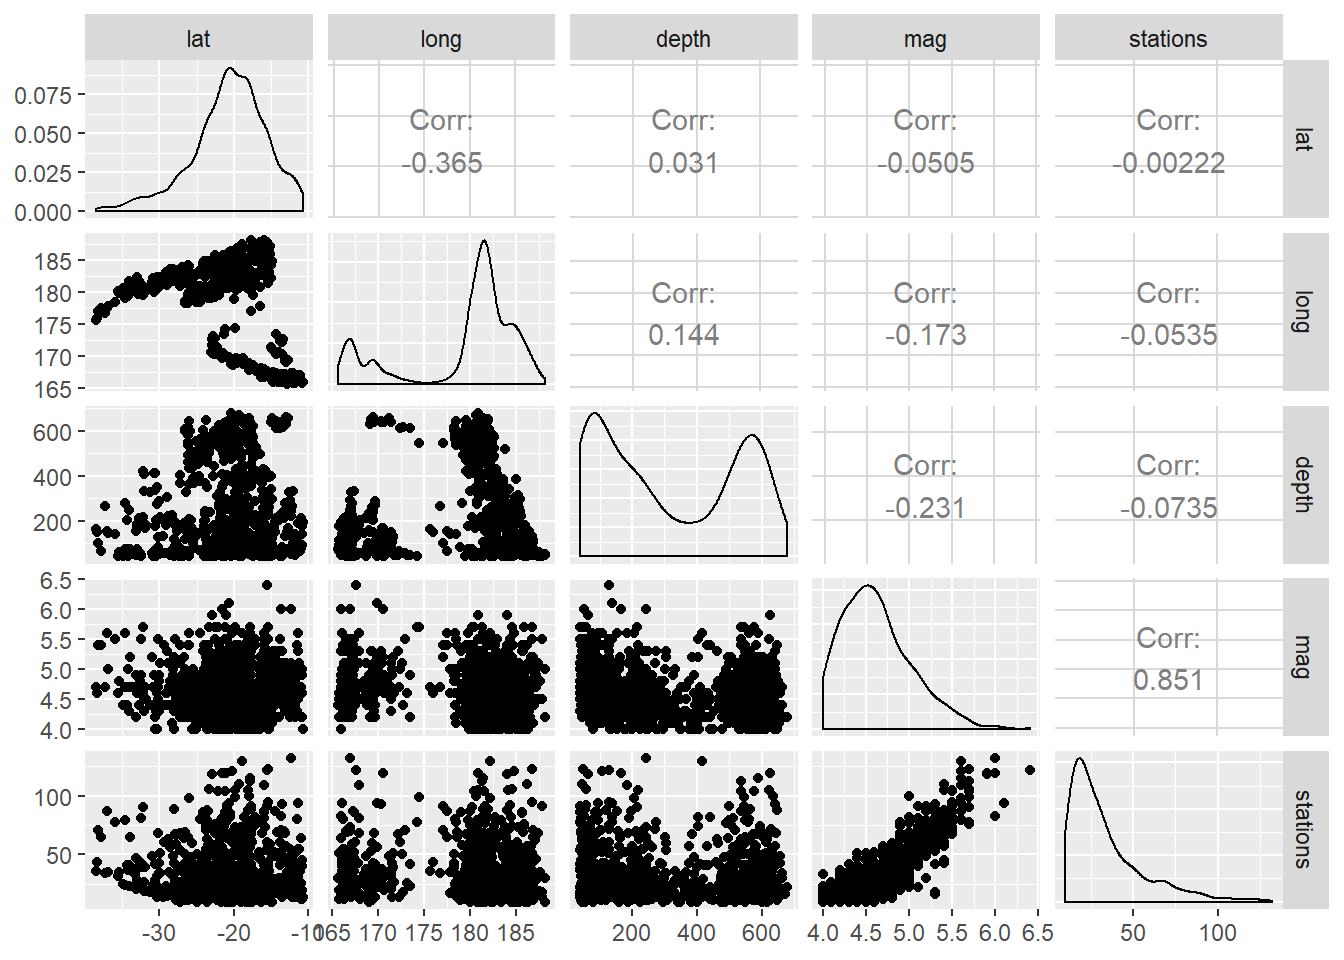 lat long depth mag stations
0.075
0.050
0.025
0.000
Corr:
-0.365
Corr:
0.031
Corr:
-0.0505
Corr:
-0.00222
lat
185
180
175
170
165
Corr:
0.144
Corr:
-0.173
Corr:
-0.0535
long
600
400
200
Corr:
-0.231
Corr:
-0.0735
depth
6.5
6.0
5.5
5.0
4.5
4.0
Corr:
0.851
mag
100
50
stations
-30 -20 -10 165 170 175 180 185 200 400 600 4.0 4.5 5.0 5.5 6.0 6.5 50 100